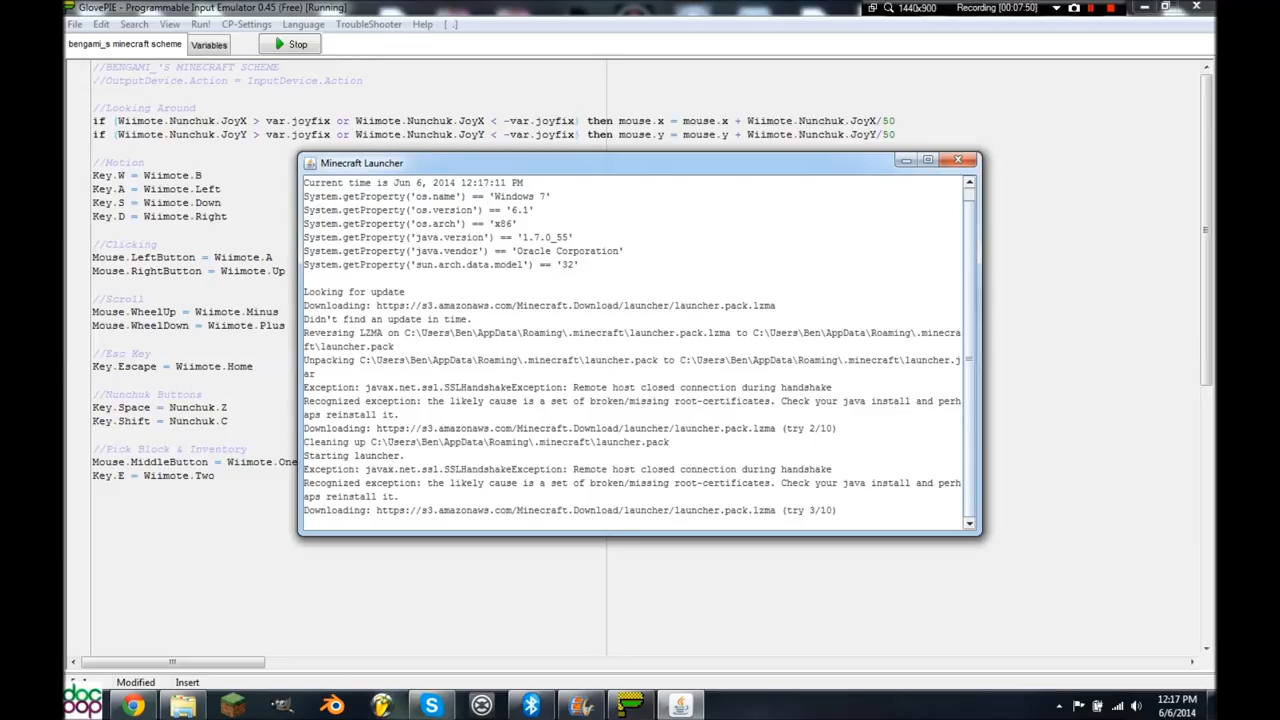 GlovePIE - Programmable Input Emulator 0.45 (Free) [Running]
1440x900
Recording [00:07:50]
File Edit Search View Run! CP-Settings Language TroubleShooter Help [ .]
bengami_s minecraft scheme
Variables
Stop
//BENGAMI_'S MINECRAFT SCHEME
//OutputDevice.Action = InputDevice.Action
//Looking Around
if (Wiimote.Nunchuk.JoyX > var.joyfix or Wiimote.Nunchuk.JoyX < -var.joyfix) then mouse.x = mouse.x + Wiimote.Nunchuk.JoyX/50
if (Wiimote.Nunchuk.JoyY > var.joyfix or Wiimote.Nunchuk.JoyY < -var.joyfix) then mouse.y = mouse.y + Wiimote.Nunchuk.JoyY/50
//Motion
Key.W = Wiimote.B
Key.A = Wiimote.Left
Key.S = Wiimote.Down
Key.D = Wiimote.Right
//Clicking
Mouse.LeftButton = Wiimote.A
Mouse.RightButton = Wiimote.Up
//Scroll
Mouse.WheelUp = Wiimote.Minus
Mouse.WheelDown = Wiimote.Plus
//Esc Key
Key.Escape = Wiimote.Home
//Nunchuk Buttons
Key.Space = Nunchuk.Z
Key.Shift = Nunchuk.C
//Pick Block & Inventory
Mouse.MiddleButton = Wiimote.One
Key.E = Wiimote.Two
Minecraft Launcher
Current time is Jun 6, 2014 12:17:11 PM
System.getProperty('os.name') == 'Windows 7'
System.getProperty('os.version') == '6.1'
System.getProperty('os.arch') == 'x86'
System.getProperty('java.version') == '1.7.0_55'
System.getProperty('java.vendor') == 'Oracle Corporation'
System.getProperty('sun.arch.data.model') == '32'
Looking for update
Downloading: https://s3.amazonaws.com/Minecraft.Download/launcher/launcher.pack.lzma
Didn't find an update in time.
Reversing LZMA on C:\Users\Ben\AppData\Roaming\.minecraft\launcher.pack.lzma to C:\Users\Ben\AppData\Roaming\.minecra
ft\launcher.pack
Unpacking C:\Users\Ben\AppData\Roaming\.minecraft\launcher.pack to C:\Users\Ben\AppData\Roaming\.minecraft\launcher.j
ar
Exception: javax.net.ssl.SSLHandshakeException: Remote host closed connection during handshake
Recognized exception: the likely cause is a set of broken/missing root-certificates. Check your java install and perh
aps reinstall it.
Downloading: https://s3.amazonaws.com/Minecraft.Download/launcher/launcher.pack.lzma (try 2/10)
Cleaning up C:\Users\Ben\AppData\Roaming\.minecraft\launcher.pack
Starting launcher.
Exception: javax.net.ssl.SSLHandshakeException: Remote host closed connection during handshake
Recognized exception: the likely cause is a set of broken/missing root-certificates. Check your java install and perh
aps reinstall it.
Downloading: https://s3.amazonaws.com/Minecraft.Download/launcher/launcher.pack.lzma (try 3/10)
Modified Insert
doc
pop
12:17 PM
6/6/2014